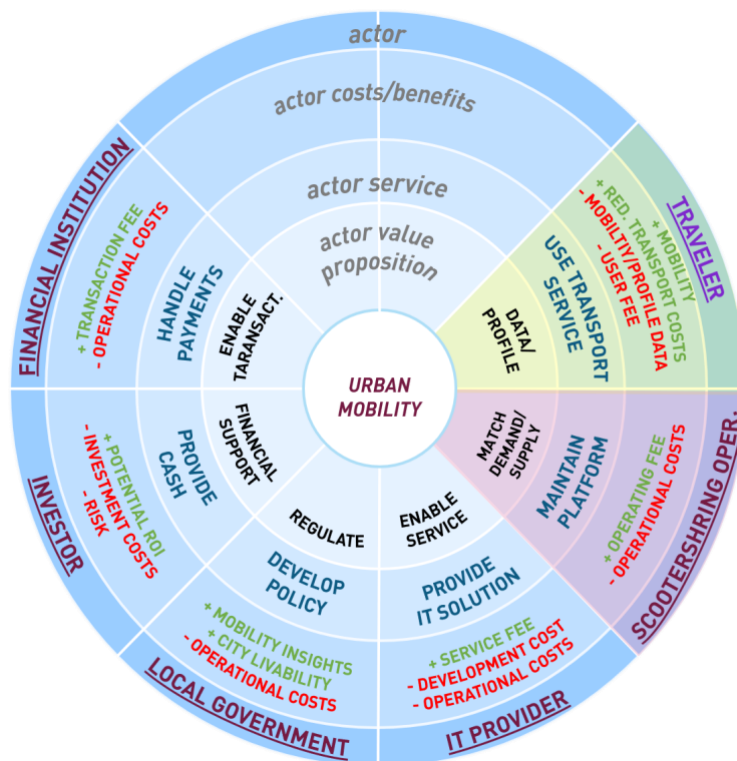 actor
actor costs/benefits
actor service
actor value
proposition
TRAVELER
+ MOBILITY
+ RED. TRANSPORT COSTS
- MOBILTIY/PROFILE DATA
- USER FEE
USE TRANSPORT
SERVICE
DATA/
PROFILE
SCOOTERSHRING OPER.
+ OPERATING FEE
- OPERATIONAL COSTS
MAINTAIN
PLATFORM
MATCH
DEMAND/
SUPPLY
IT PROVIDER
+ SERVICE FEE
- DEVELOPMENT COST
- OPERATIONAL COSTS
PROVIDE
IT SOLUTION
ENABLE
SERVICE
LOCAL GOVERNMENT
+ MOBILITY INSIGHTS
+ CITY LIVABILITY
- OPERATIONAL COSTS
DEVELOP
POLICY
REGULATE
INVESTOR
+ POTENTIAL ROI
- INVESTMENT COSTS
- RISK
PROVIDE
CASH
FINANCIAL
SUPPORT
FINANCIAL INSTITUTION
+ TRANSACTION FEE
- OPERATIONAL COSTS
HANDLE
PAYMENTS
ENABLE
TARANSACT.
URBAN
MOBILITY